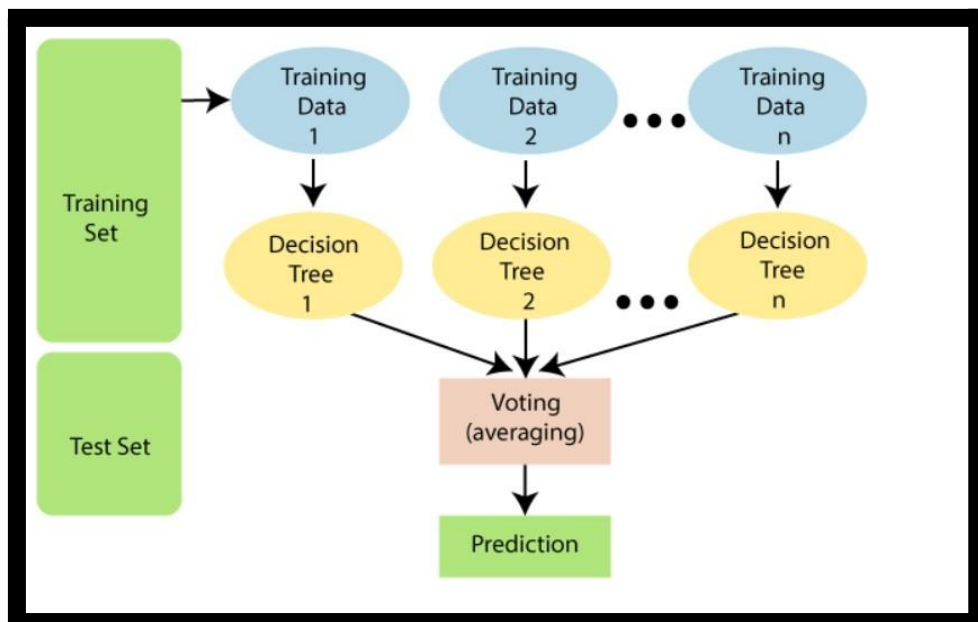 Training
Set
Test Set
Training
Data
1
Training
Data
2
Training
Data
n
Decision
Tree
1
Decision
Tree
2
Decision
Tree
n
Voting
(averaging)
Prediction